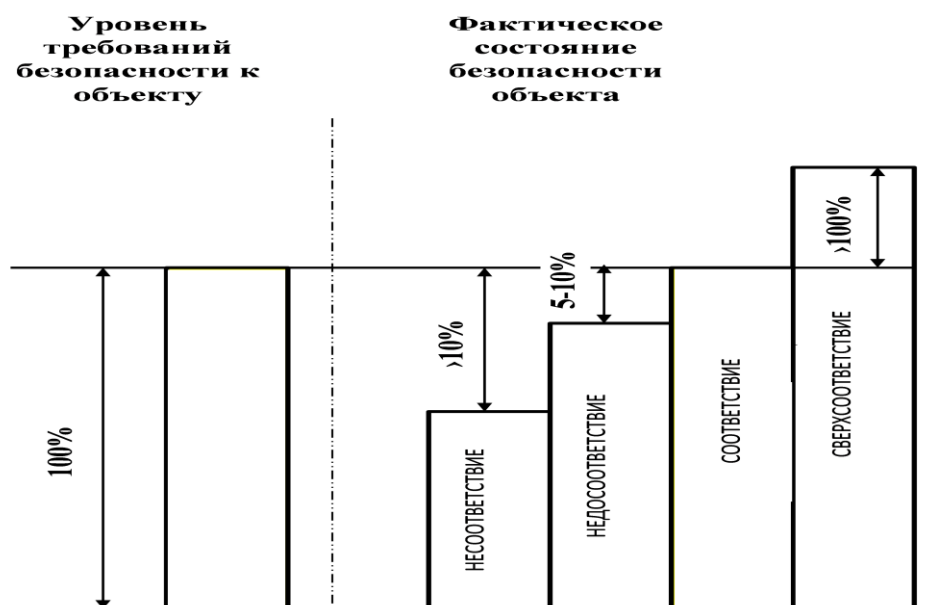 Уровень
требований
безопасности к
объекту
Фактическое
состояние
безопасности
объекта
100%
>10%
5-10%
>100%
НЕСООТВЕТСТВИЕ
НЕДОСООТВЕТСТВИЕ
СООТВЕТСТВИЕ
СВЕРХСООТВЕТСТВИЕ